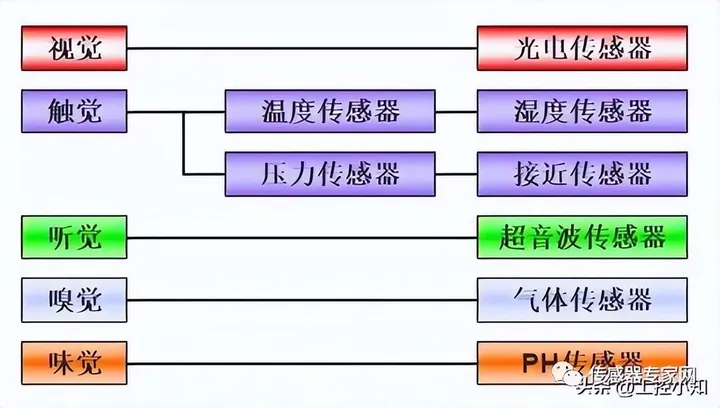 视觉 光电传感器
触觉 温度传感器 湿度传感器
压力传感器 接近传感器
听觉 超音波传感器
嗅觉 气体传感器
味觉 PH传感器
传感器专家网
头条@工控小知